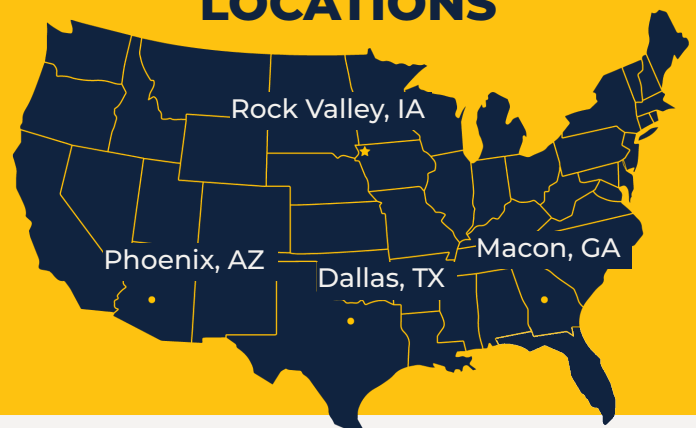 LOCATIONS
Rock Valley, IA
Macon, GA
Phoenix, AZ
Dallas, TX